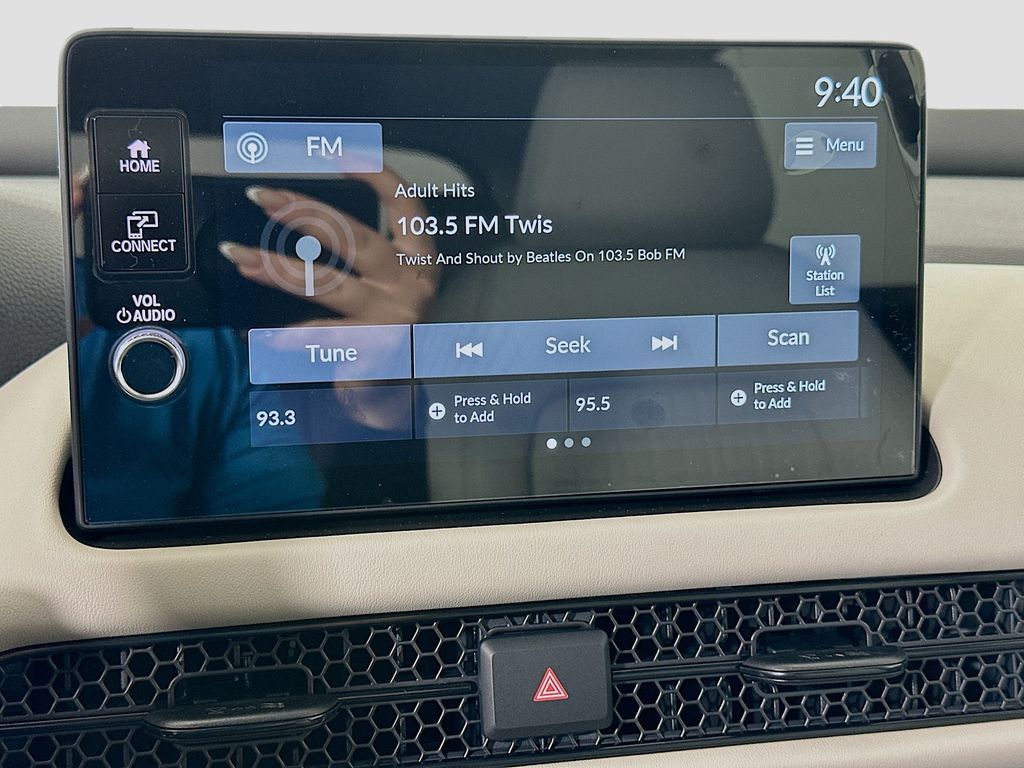 9:40
HOME
FM
Menu
Adult Hits
103.5 FM Twis
CONNECT
Twist And Shout by Beatles On 103.5 Bob FM
Station
List
VOL
AUDIO
Tune
Seek
Scan
93.3
Press & Hold
to Add
95.5
Press & Hold
to Add